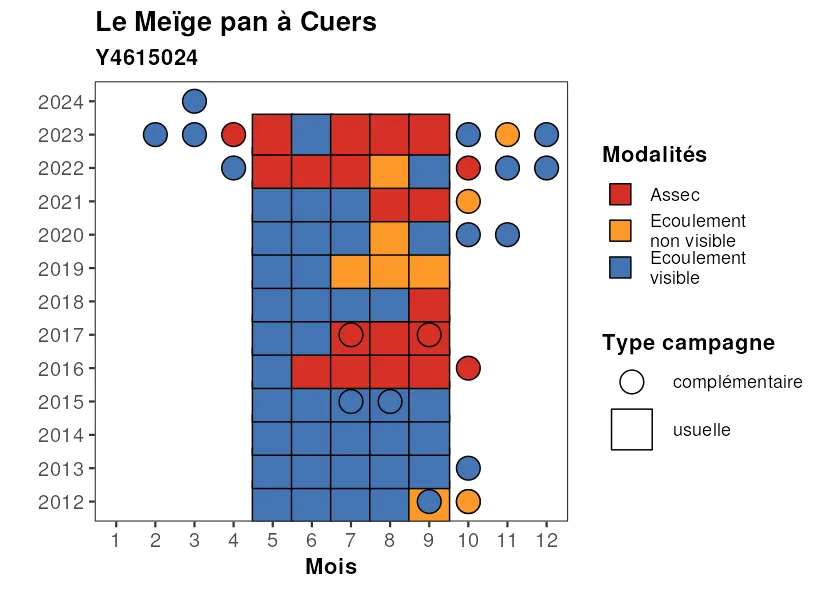 Le Meïge pan à Cuers
Y4615024
2024
2023
2022
2021
2020
2019
2018
2017
2016
2015
2014
2013
2012
1 2 3 4 5 6 7 8 9 10 11 12
Mois
Modalités
Assec
Ecoulement
non visible
Ecoulement
visible
Type campagne
complémentaire
usuelle